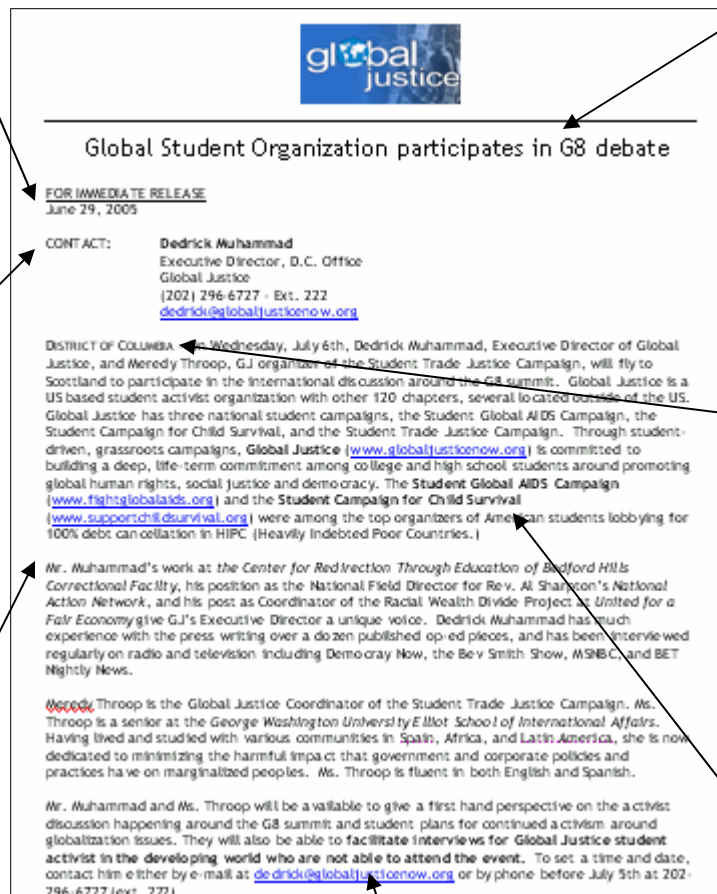 global
justice
Global Student Organization participates in G8 debate
FOR IMMEDIATE RELEASE
June 29, 2005
CONTACT: Dedrick Muhammad
Executive Director, D.C. Office
Global Justice
(202) 296-6727 - Ext. 222
dedrick@globaljusticenow.org
DISTRICT OF COLUMBIA On Wednesday, July 6th, Dedrick Muhammad, Executive Director of Global
Justice, and Meredy Throop, GJ organizer of the Student Trade Justice Campaign, will fly to
Scotland to participate in the international discussion around the G8 summit. Global Justice is a
US based student activist organization with other 120 chapters, several located outside of the US.
Global Justice has three national student campaigns, the Student Global AIDS Campaign, the
Student Campaign for Child Survival, and the Student Trade Justice Campaign. Through student-
driven, grassroots campaigns, Global Justice (www.globaljusticenow.org) is committed to
building a deep, life-term commitment among college and high school students around promoting
global human rights, social justice and democracy. The Student Global AIDS Campaign
(www.fightglobalaids.org) and the Student Campaign for Child Survival
(www.supportchildsurvival.org) were among the top organizers of American students lobbying for
100% debt cancellation in HIPC (Heavily Indebted Poor Countries.)
Mr. Muhammad's work at the Center for Redirection Through Education of Bedford Hills
Correctional Facilty, his position as the National Field Director for Rev. Al Sharpton's National
Action Network, and his post as Coordinator of the Racial Wealth Divide Project at United for a
Fair Economy give GJ's Executive Director a unique voice. Dedrick Muhammad has much
experience with the press writing over a dozen published op-ed pieces, and has been interviewed
regularly on radio and television including Democray Now, the Bev Smith Show, MSNBC, and BET
Nightly News.
Meredy Throop is the Global Justice Coordinator of the Student Trade Justice Campaign. Ms.
Throop is a senior at the George Washington University Elliot School of International Affairs.
Having lived and studied with various communities in Spain, Africa, and Latin America, she is now
dedicated to minimizing the harmful impact that government and corporate policies and
practices have on marginalized peoples. Ms. Throop is fluent in both English and Spanish.
Mr. Muhammad and Ms. Throop will be available to give a first hand perspective on the activist
discussion happening around the G8 summit and student plans for continued activism around
globalization issues. They will also be able to facilitate interviews for Global Justice student
activist in the developing world who are not able to attend the event. To set a time and date,
contact him either by e-mail at dedrick@globaljusticenow.org or by phone before July 5th at 202-
296-6727 (ext. 222)